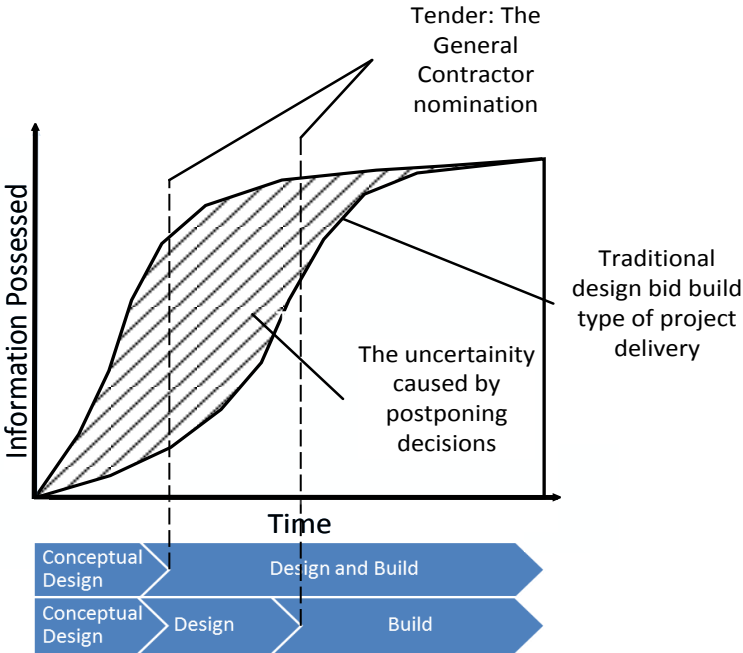 Tender: The
General
Contractor
nomination
Information Possessed
Traditional
design bid build
type of project
delivery
The uncertainity
caused by
postponing
decisions
Time
Conceptual
Design
Design and Build
Conceptual
Design
Design
Build